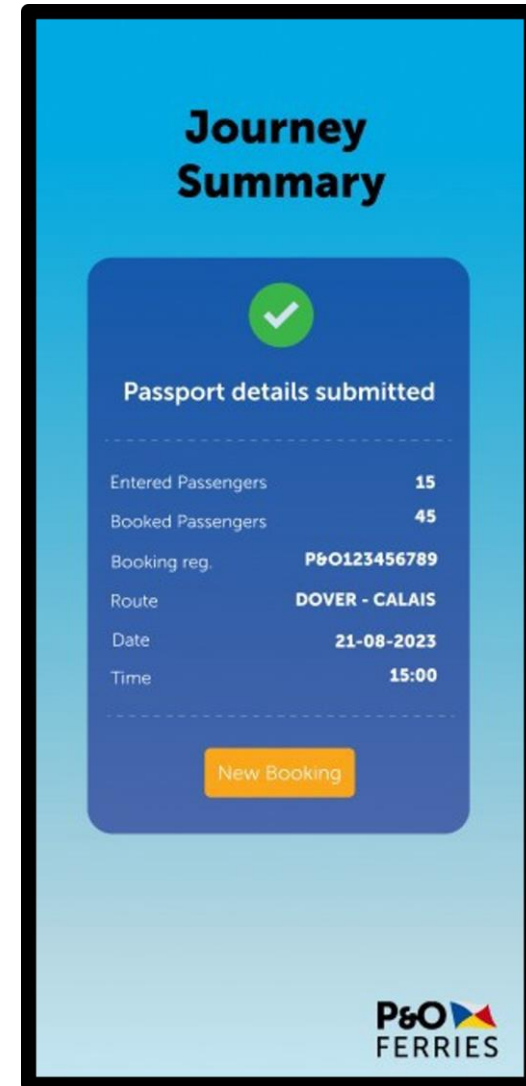 Journey
Summary
Passport details submitted
Entered Passengers 15
Booked Passengers 45
Booking reg. P&O123456789
Route DOVER - CALAIS
Date 21-08-2023
Time 15:00
New Booking
P&O
FERRIES